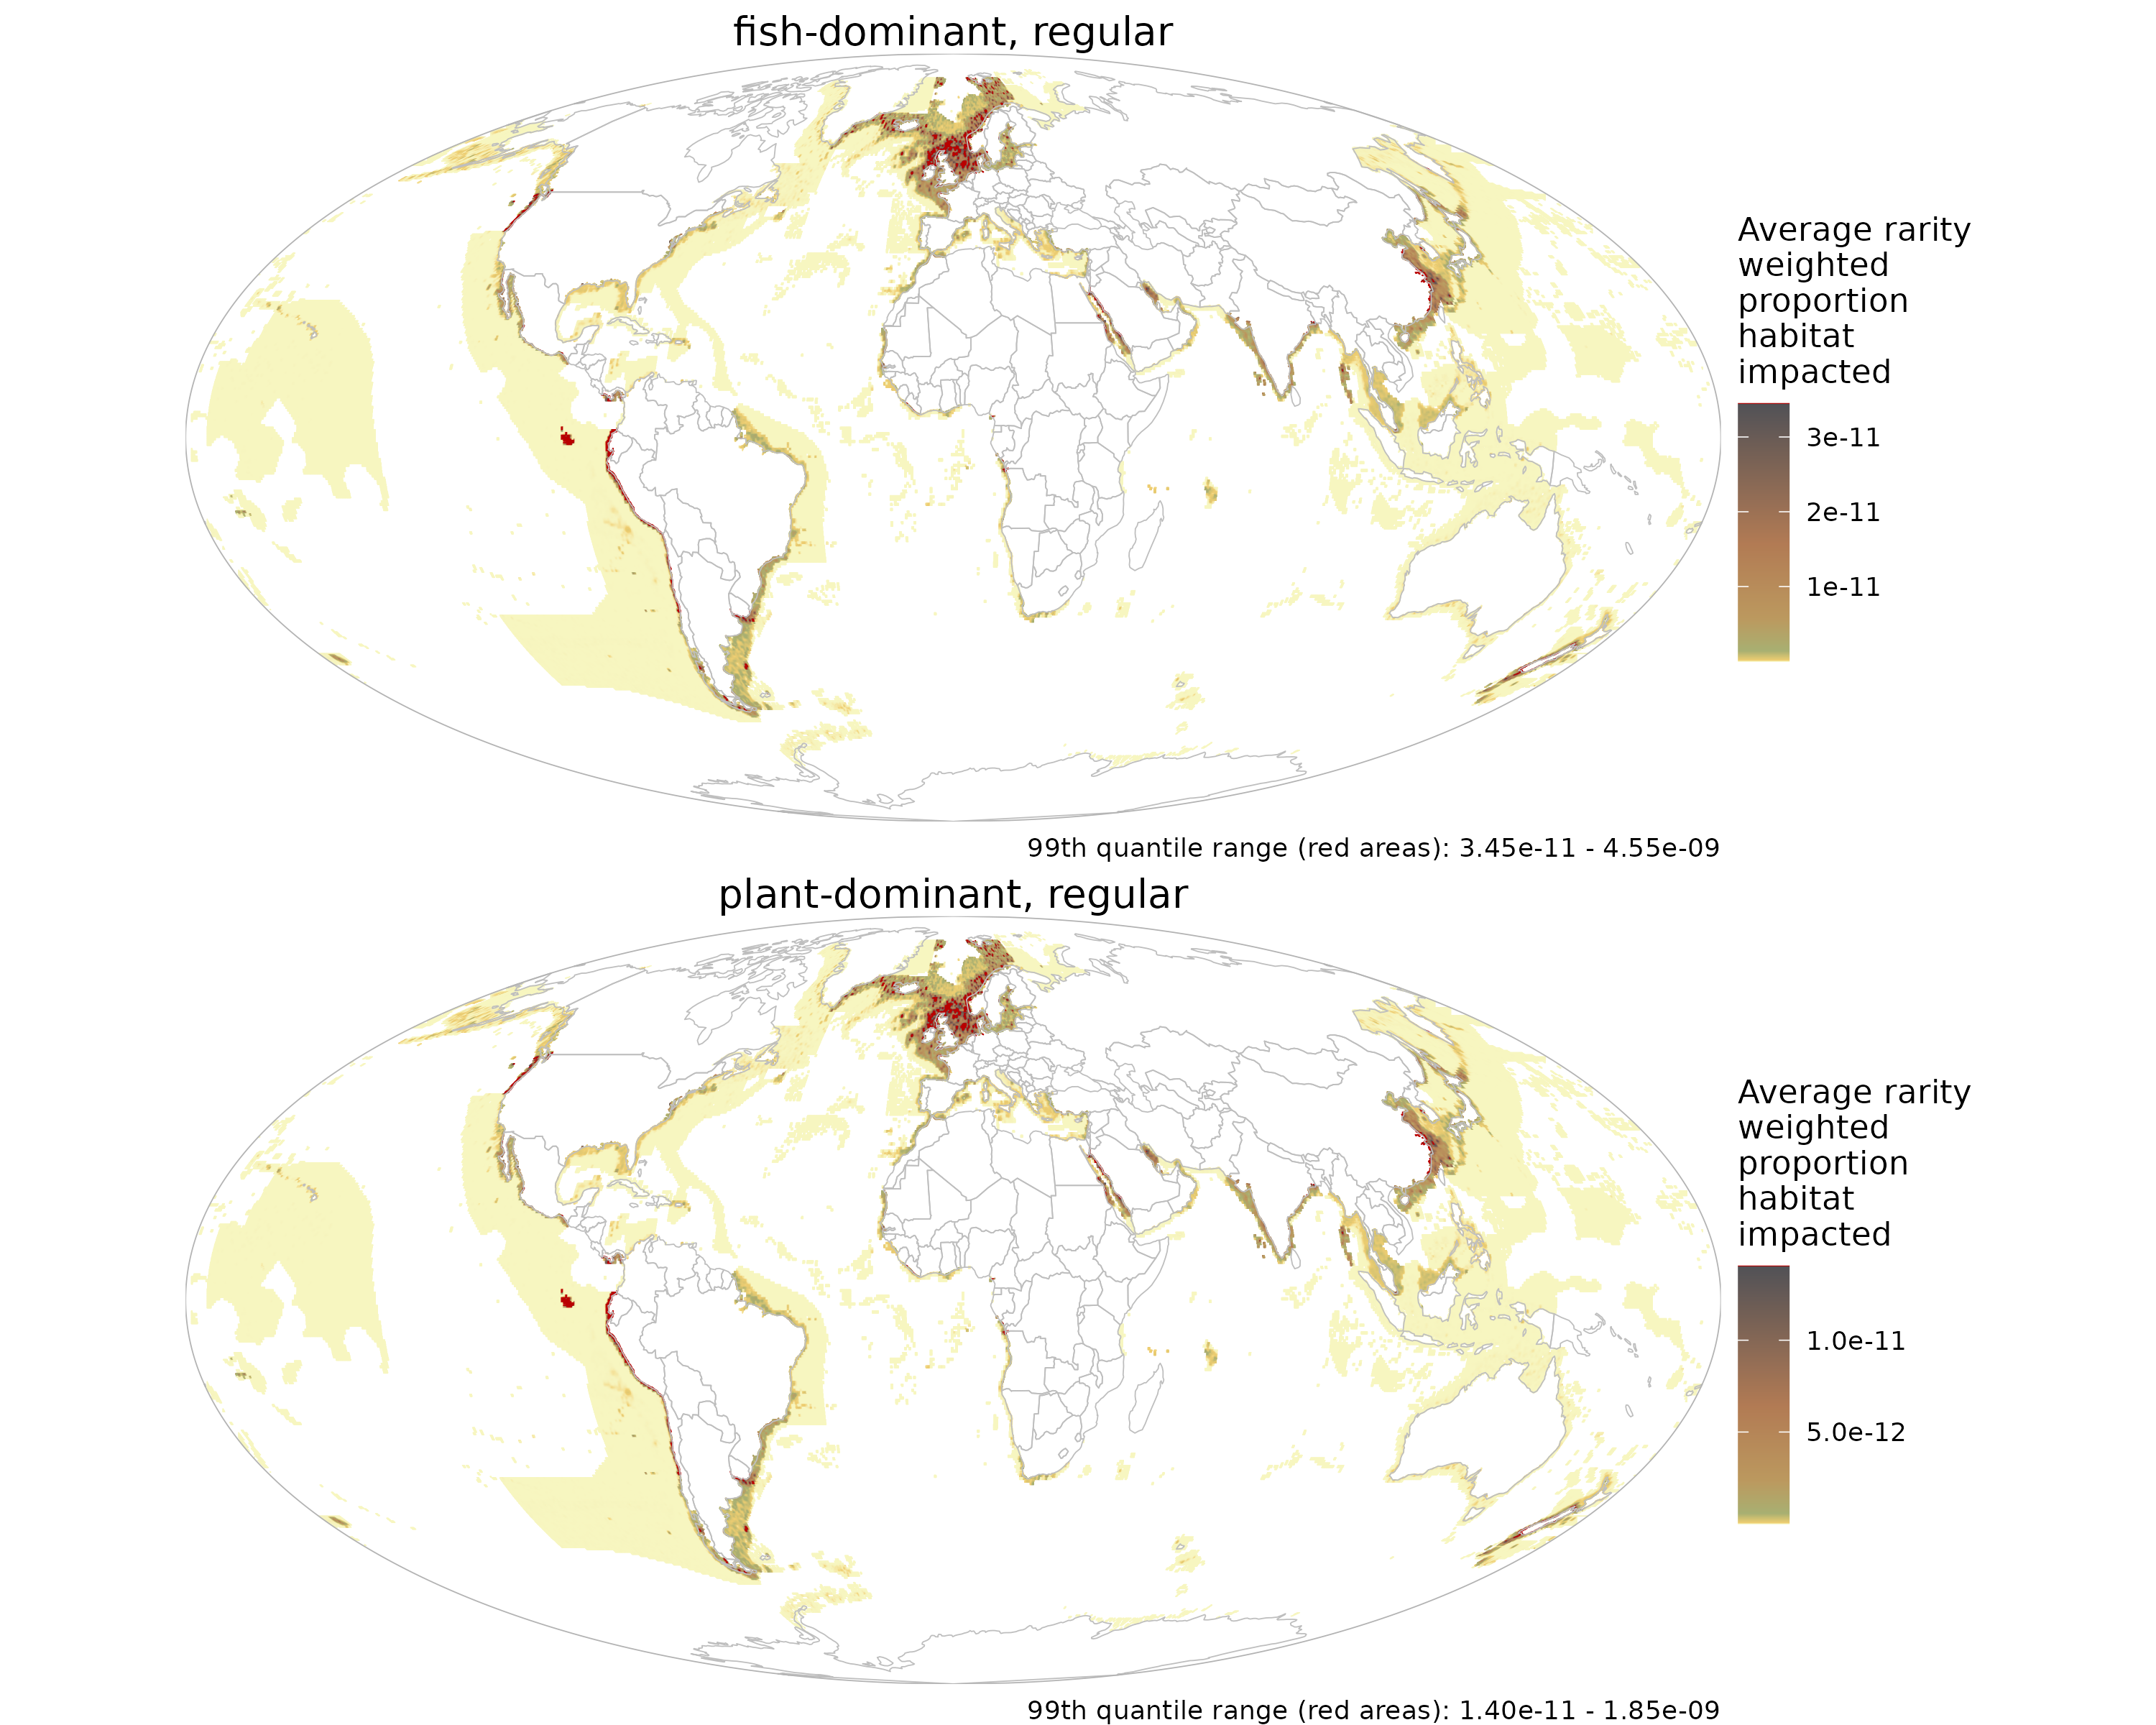 fish-dominant, regular
Average rarity
weighted
proportion
habitat
impacted
3e-11
2e-11
1e-11
99th quantile range (red areas): 3.45e-11 - 4.55e-09
plant-dominant, regular
Average rarity
weighted
proportion
habitat
impacted
1.0e-11
5.0e-12
99th quantile range (red areas): 1.40e-11 - 1.85e-09